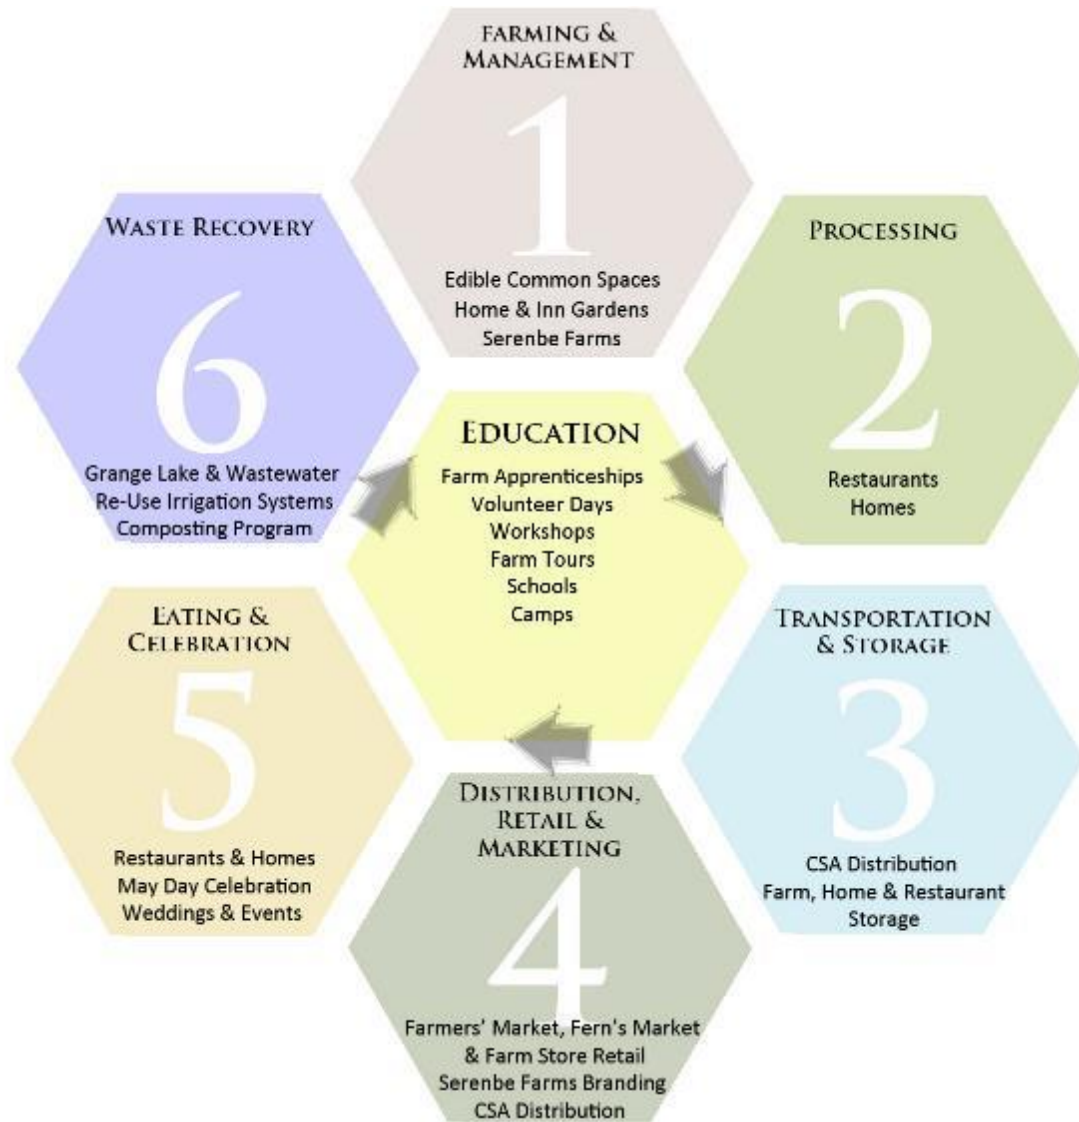 FARMING &
MANAGEMENT
1
Edible Common Spaces
Home & Inn Gardens
Serenbe Farms
PROCESSING
2
Restaurants
Homes
TRANSPORTATION
& STORAGE
3
CSA Distribution
Farm, Home & Restaurant
Storage
DISTRIBUTION,
RETAIL &
MARKETING
4
Farmers' Market, Fern's Market
& Farm Store Retail
Serenbe Farms Branding
CSA Distribution
EATING &
CELEBRATION
5
Restaurants & Homes
May Day Celebration
Weddings & Events
WASTE RECOVERY
6
Grange Lake & Wastewater
Re-Use Irrigation Systems
Composting Program
EDUCATION
Farm Apprenticeships
Volunteer Days
Workshops
Farm Tours
Schools
Camps